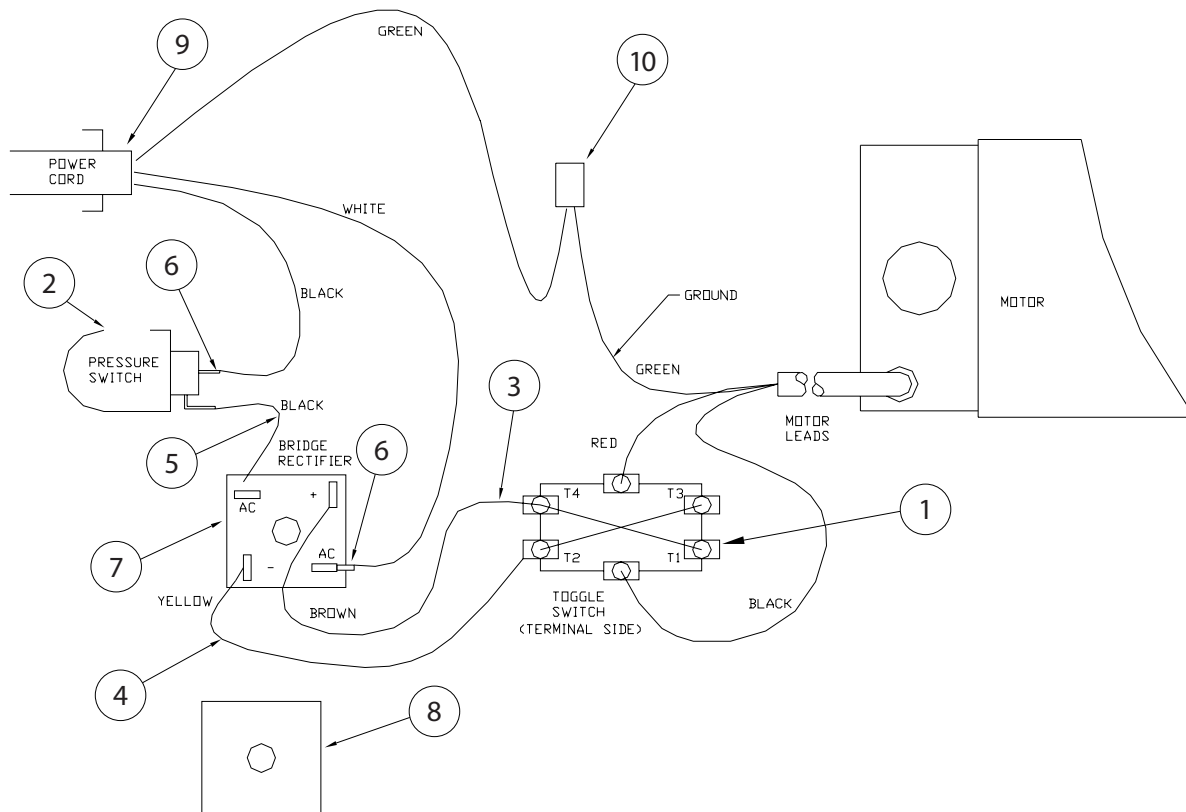 GREEN
9
10
POWER
CORD
WHITE
6
2
BLACK
GROUND
MOTOR
PRESSURE
SWITCH
GREEN
3
BLACK
MOTOR
LEADS
5
BRIDGE
RECTIFIER
6
RED
+
AC
T4
T3
1
7
AC
-
T2
T1
YELLOW
BROWN
TOGGLE
SWITCH
(TERMINAL SIDE)
BLACK
4
8